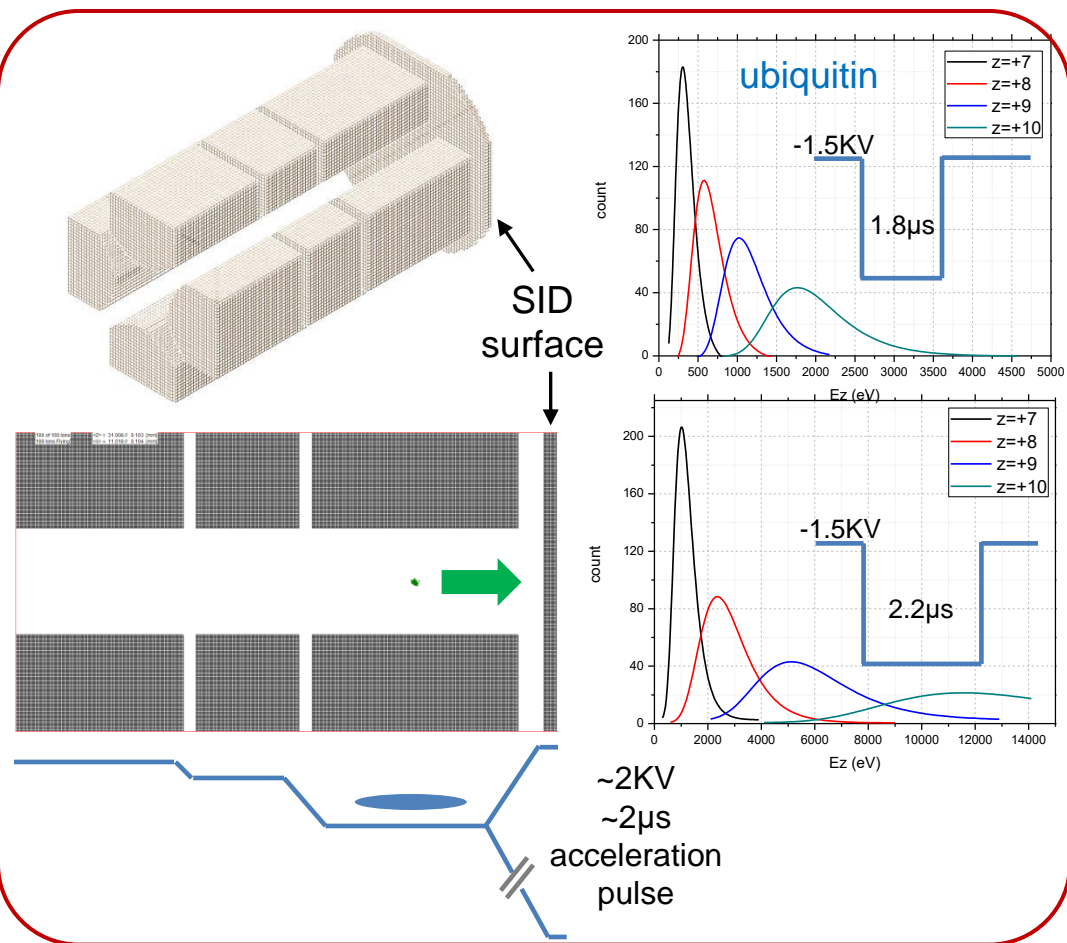 SID
surface
~2KV
~2µs
acceleration
pulse
ubiquitin
z=+7
z=+8
z=+9
z=+10
-1.5KV
1.8µs
count
200
160
120
80
40
0
0 500 1000 1500 2000 2500 3000 3500 4000 4500 5000
Ez (eV)
z=+7
z=+8
z=+9
z=+10
-1.5KV
2.2µs
count
200
160
120
80
40
0
0 2000 4000 6000 8000 10000 12000 14000
Ez (eV)